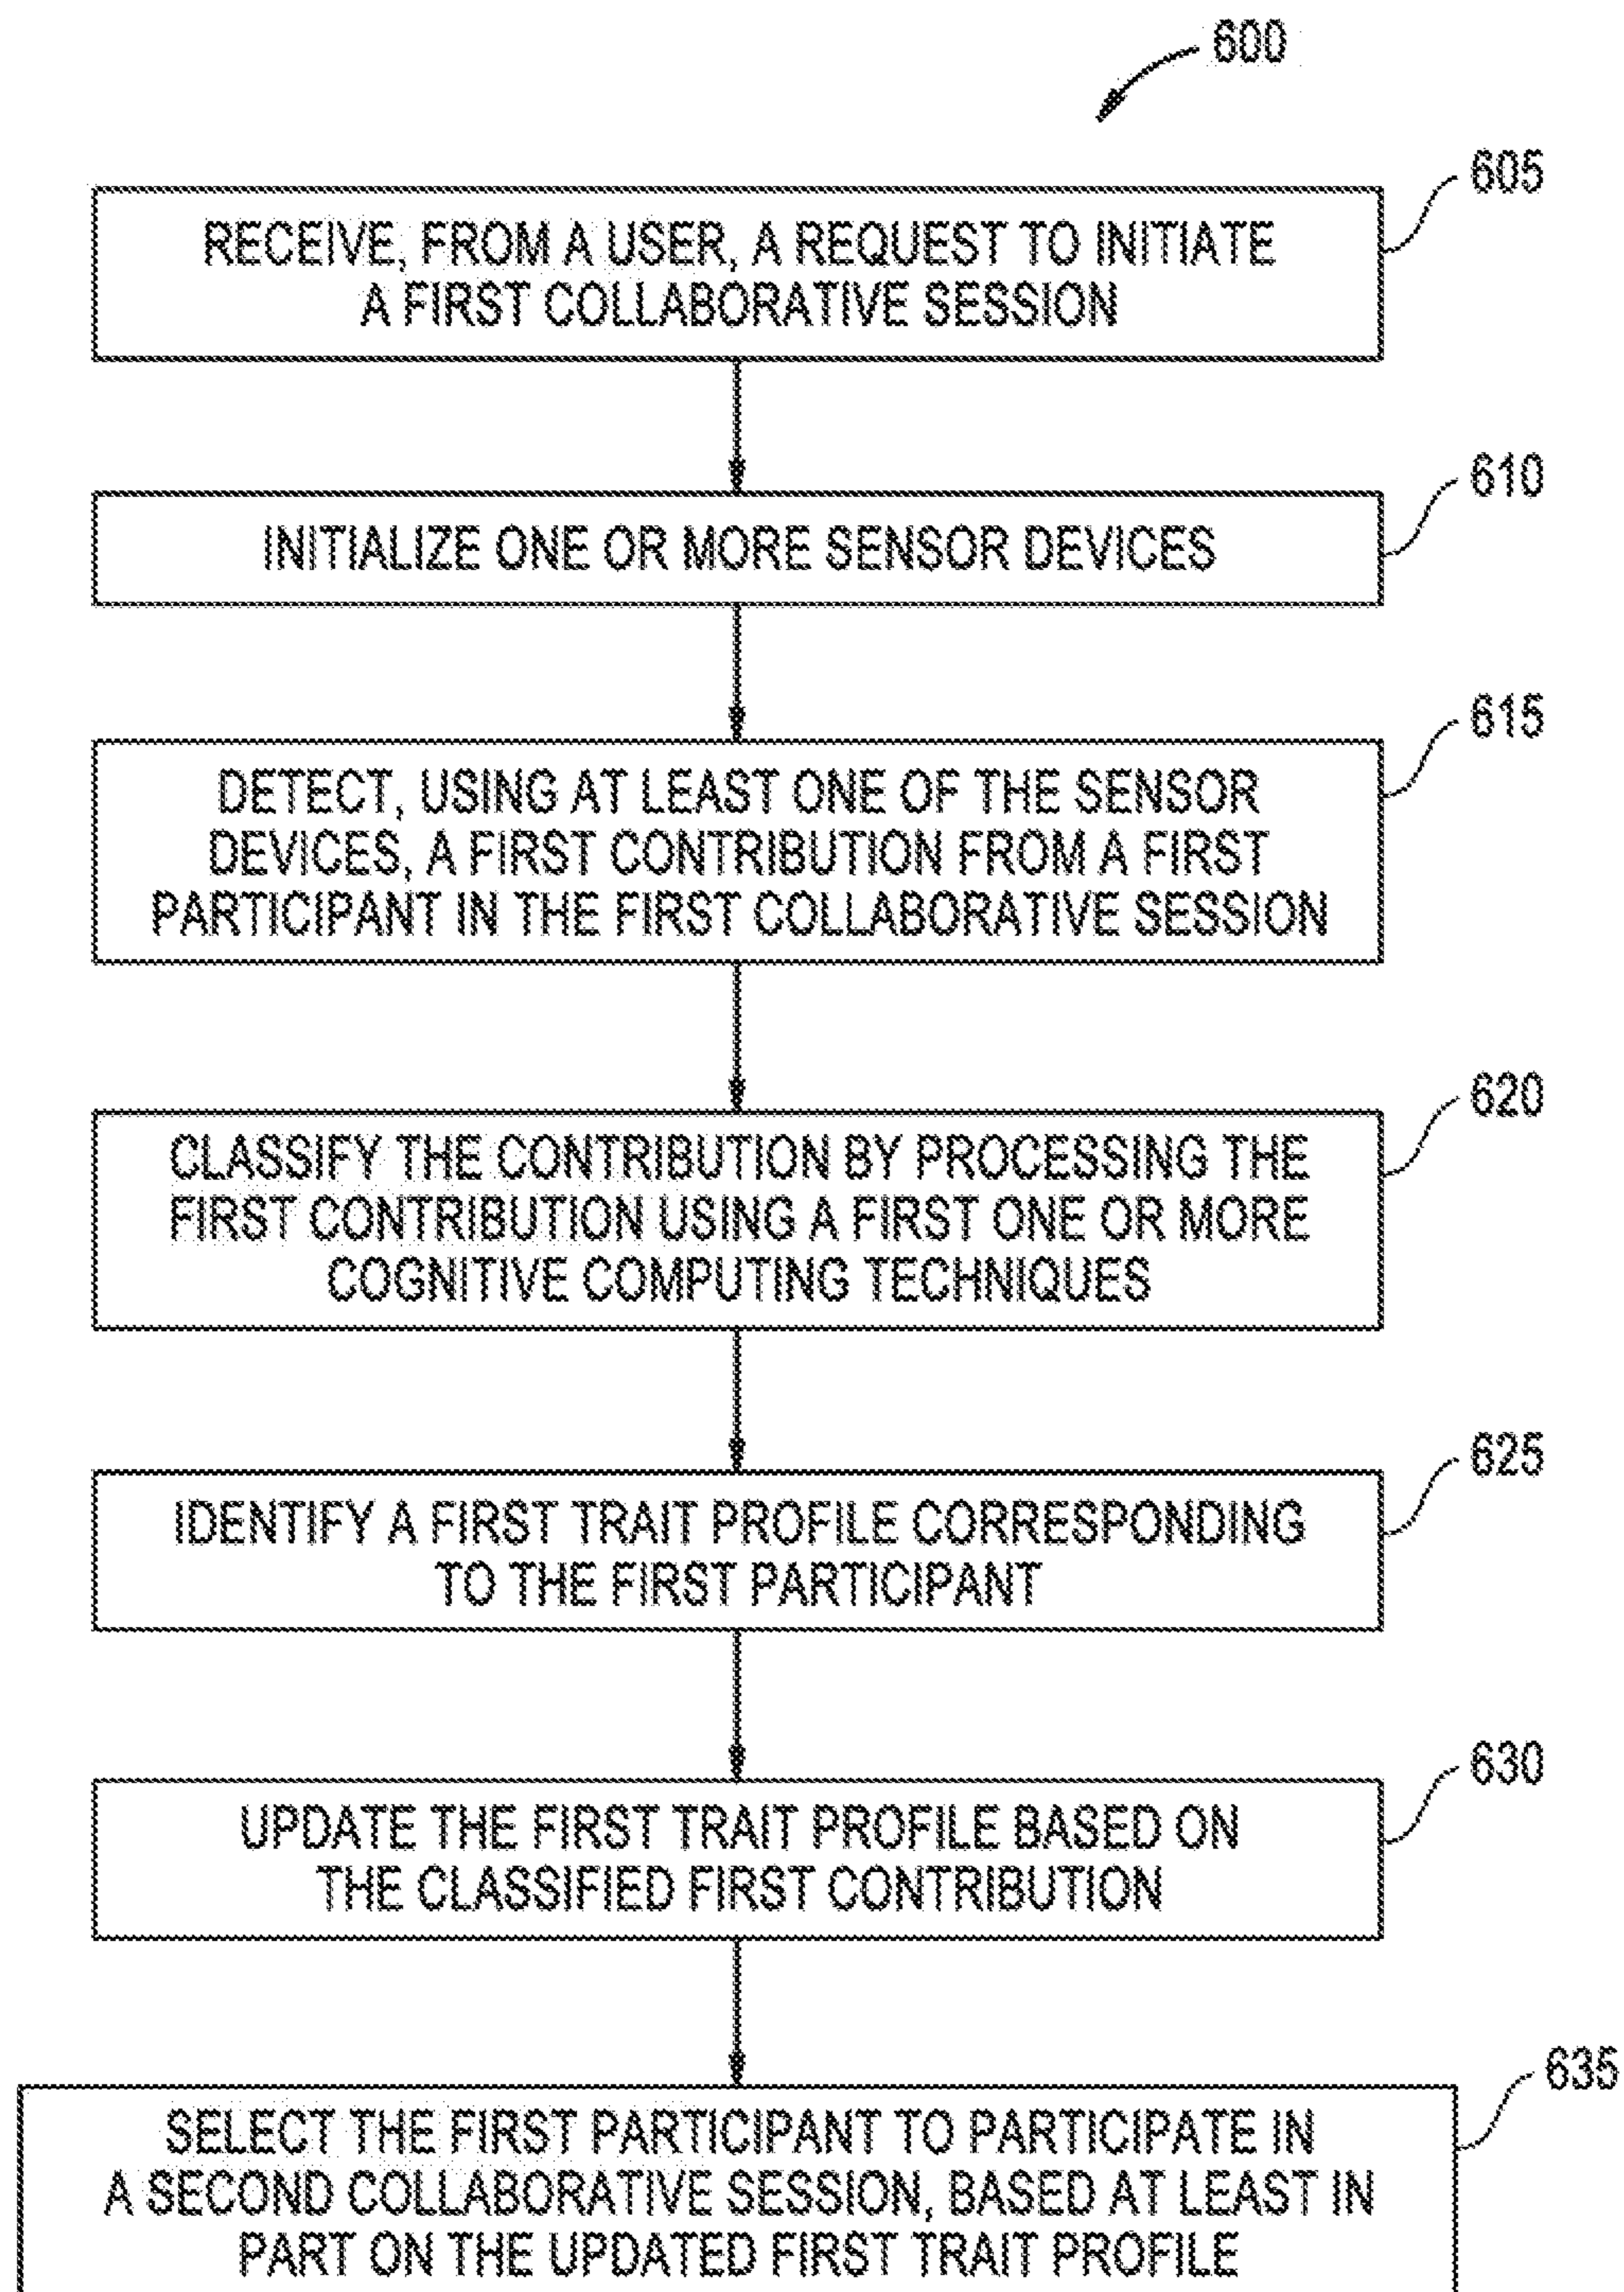 600
605
RECEIVE, FROM A USER, A REQUEST TO INITIATE
A FIRST COLLABORATIVE SESSION
610
INITIALIZE ONE OR MORE SENSOR DEVICES
615
DETECT, USING AT LEAST ONE OF THE SENSOR
DEVICES, A FIRST CONTRIBUTION FROM A FIRST
PARTICIPANT IN THE FIRST COLLABORATIVE SESSION
620
CLASSIFY THE CONTRIBUTION BY PROCESSING THE
FIRST CONTRIBUTION USING A FIRST ONE OR MORE
COGNITIVE COMPUTING TECHNIQUES
625
IDENTIFY A FIRST TRAIT PROFILE CORRESPONDING
TO THE FIRST PARTICIPANT
630
UPDATE THE FIRST TRAIT PROFILE BASED ON
THE CLASSIFIED FIRST CONTRIBUTION
635
SELECT THE FIRST PARTICIPANT TO PARTICIPATE IN
A SECOND COLLABORATIVE SESSION, BASED AT LEAST IN
PART ON THE UPDATED FIRST TRAIT PROFILE